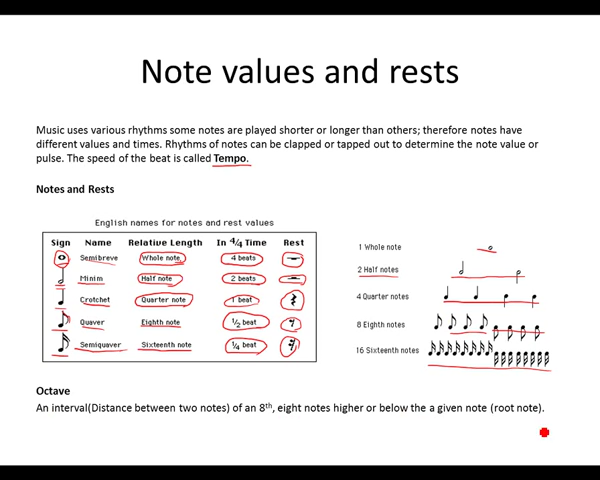 Note values and rests
Music uses various rhythms some notes are played shorter or longer than others; therefore notes have
different values and times. Rhythms of notes can be clapped or tapped out to determine the note value or
pulse. The speed of the beat is called Tempo.
Notes and Rests
English names for notes and rest values
Sign Name Relative Length In 4/4 Time Rest
Semibreve Whole note 4 beats
Minim Half note 2 beats
Crotchet Quarter note 1 beat
Quaver Eighth note 1/2 beat
Semiquaver Sixteenth note 1/4 beat
1 Whole note
2 Half notes
4 Quarter notes
8 Eighth notes
16 Sixteenth notes
Octave
An interval(Distance between two notes) of an 8th, eight notes higher or below the a given note (root note).